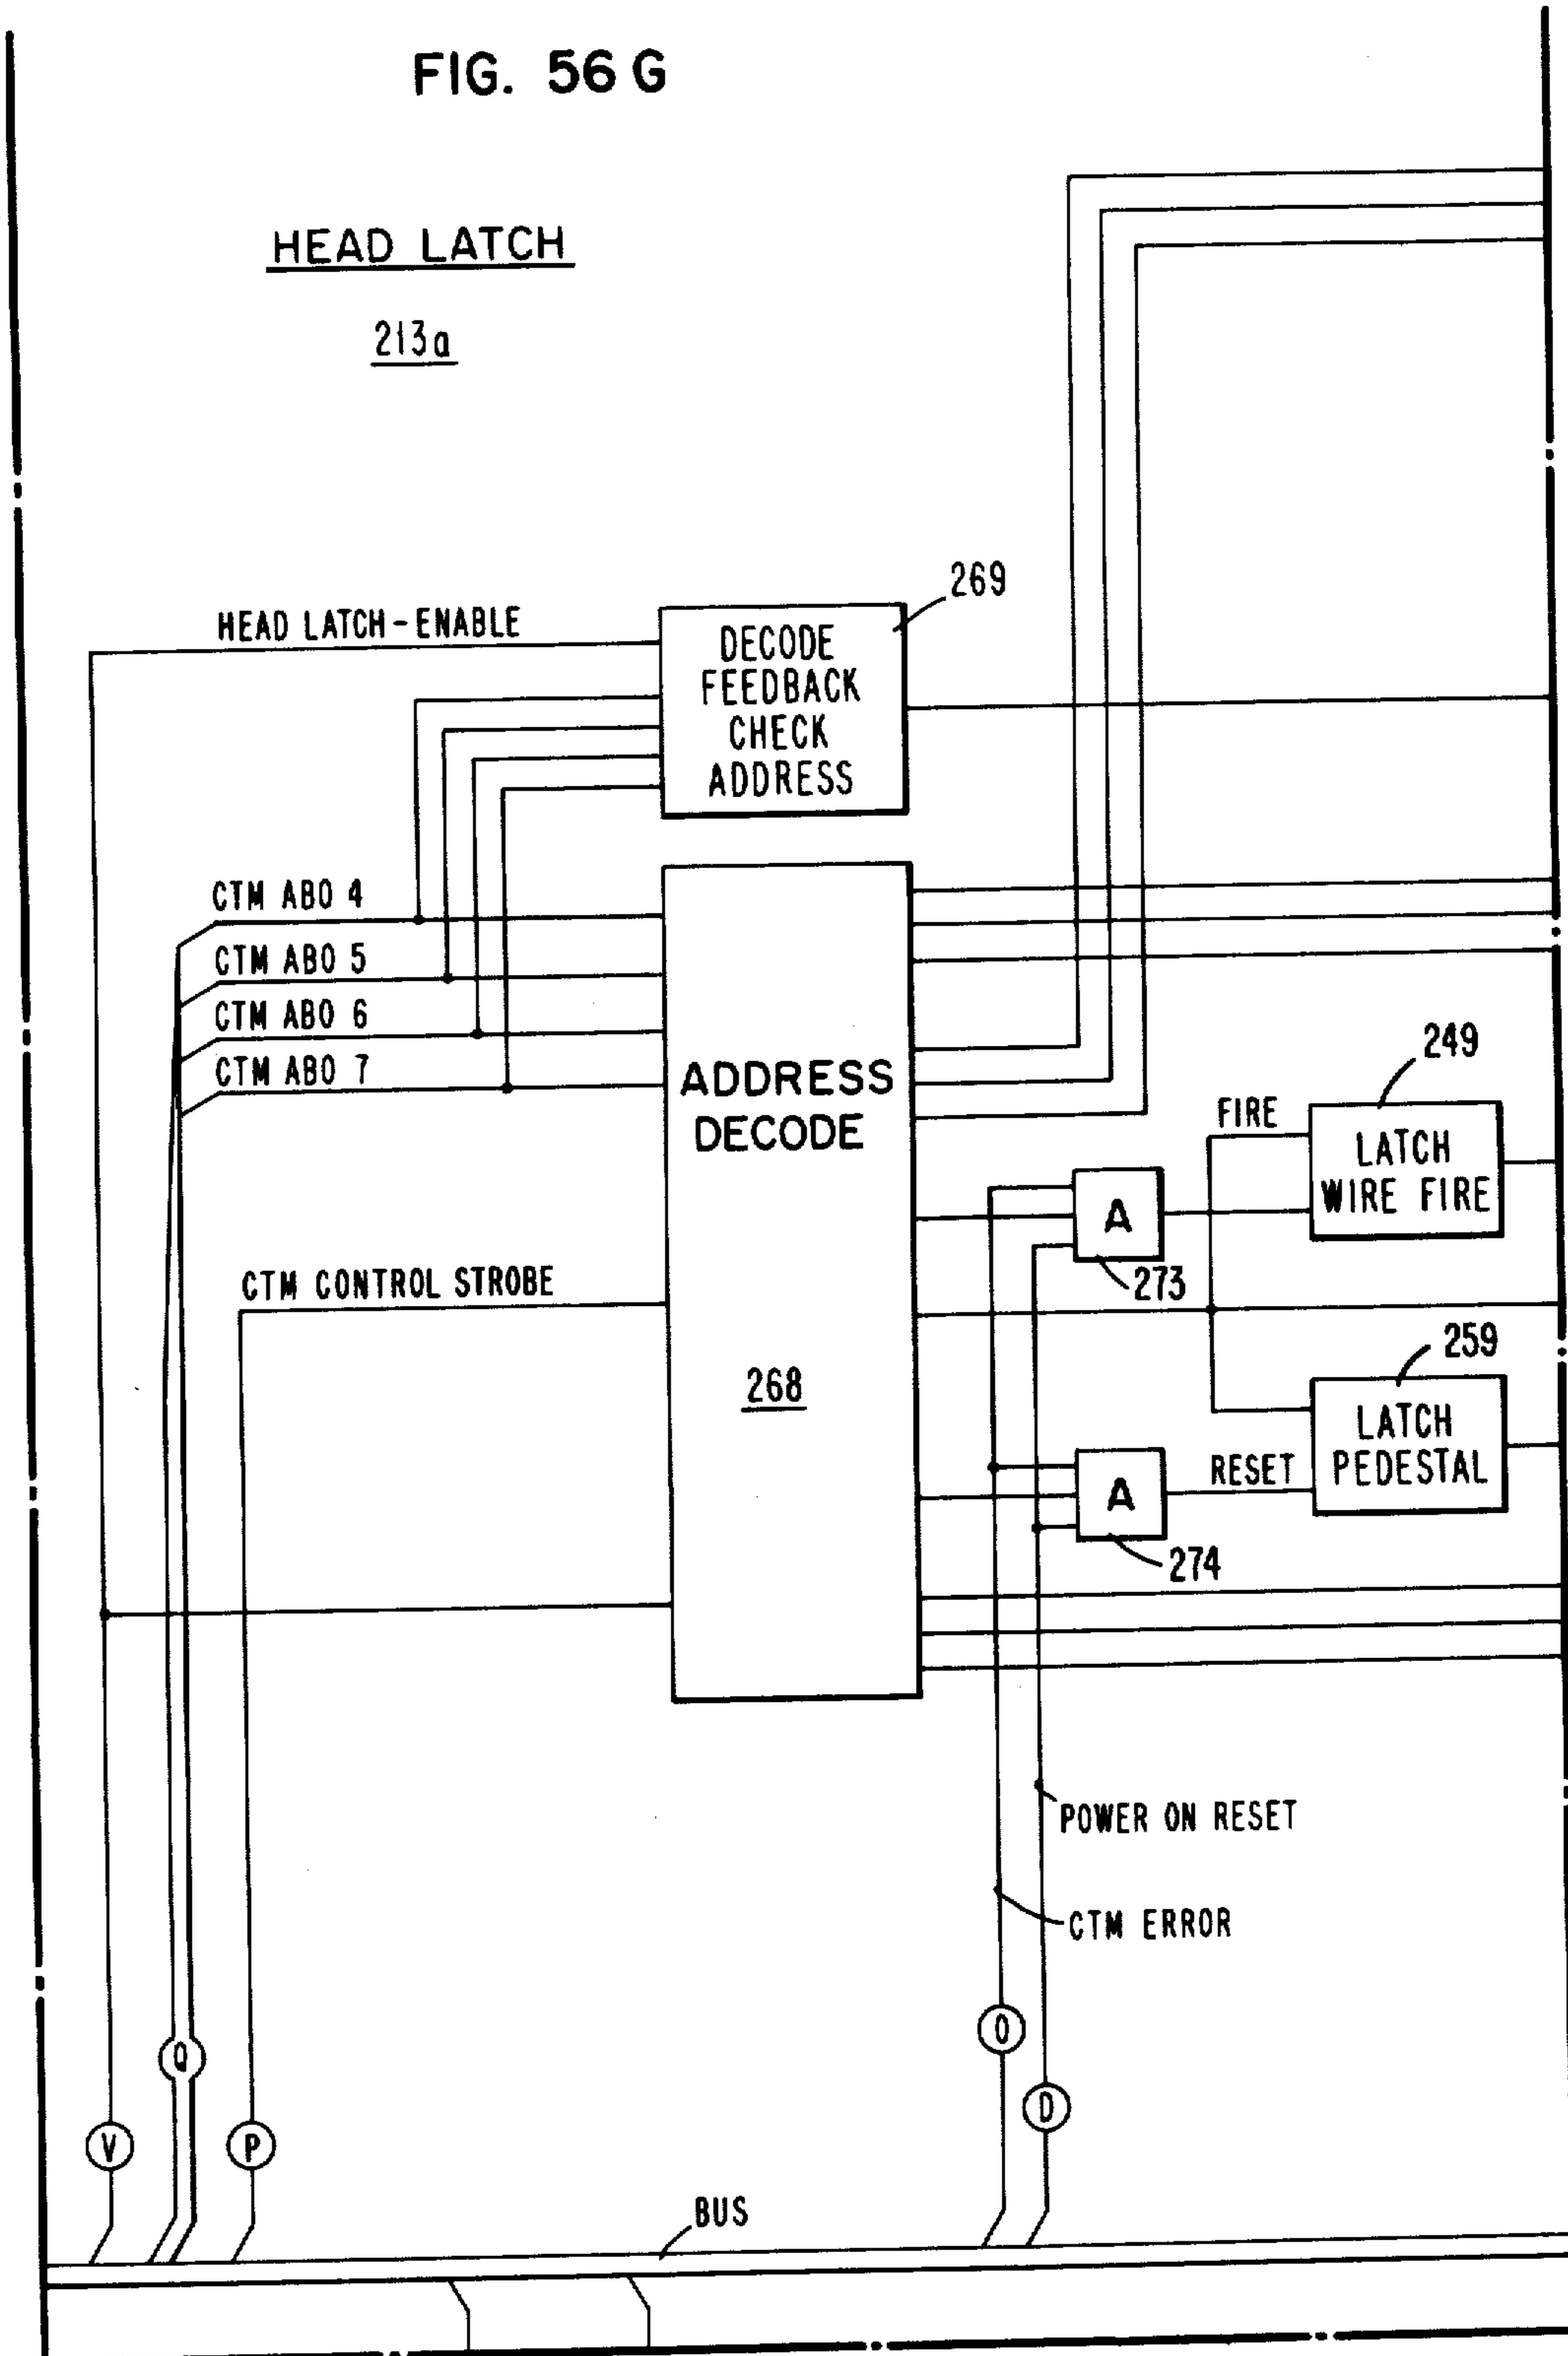 FIG. 56 G
HEAD LATCH
213a
269
HEAD LATCH-ENABLE
DECODE
FEEDBACK
CHECK
ADDRESS
CTM ABO 4
CTM ABO 5
CTM ABO 6
CTM ABO 7
ADDRESS
DECODE
268
249
FIRE
LATCH
WIRE FIRE
A
273
CTM CONTROL STROBE
259
LATCH
PEDESTAL
RESET
A
274
POWER ON RESET
CTM ERROR
O
Q
D
V
P
BUS